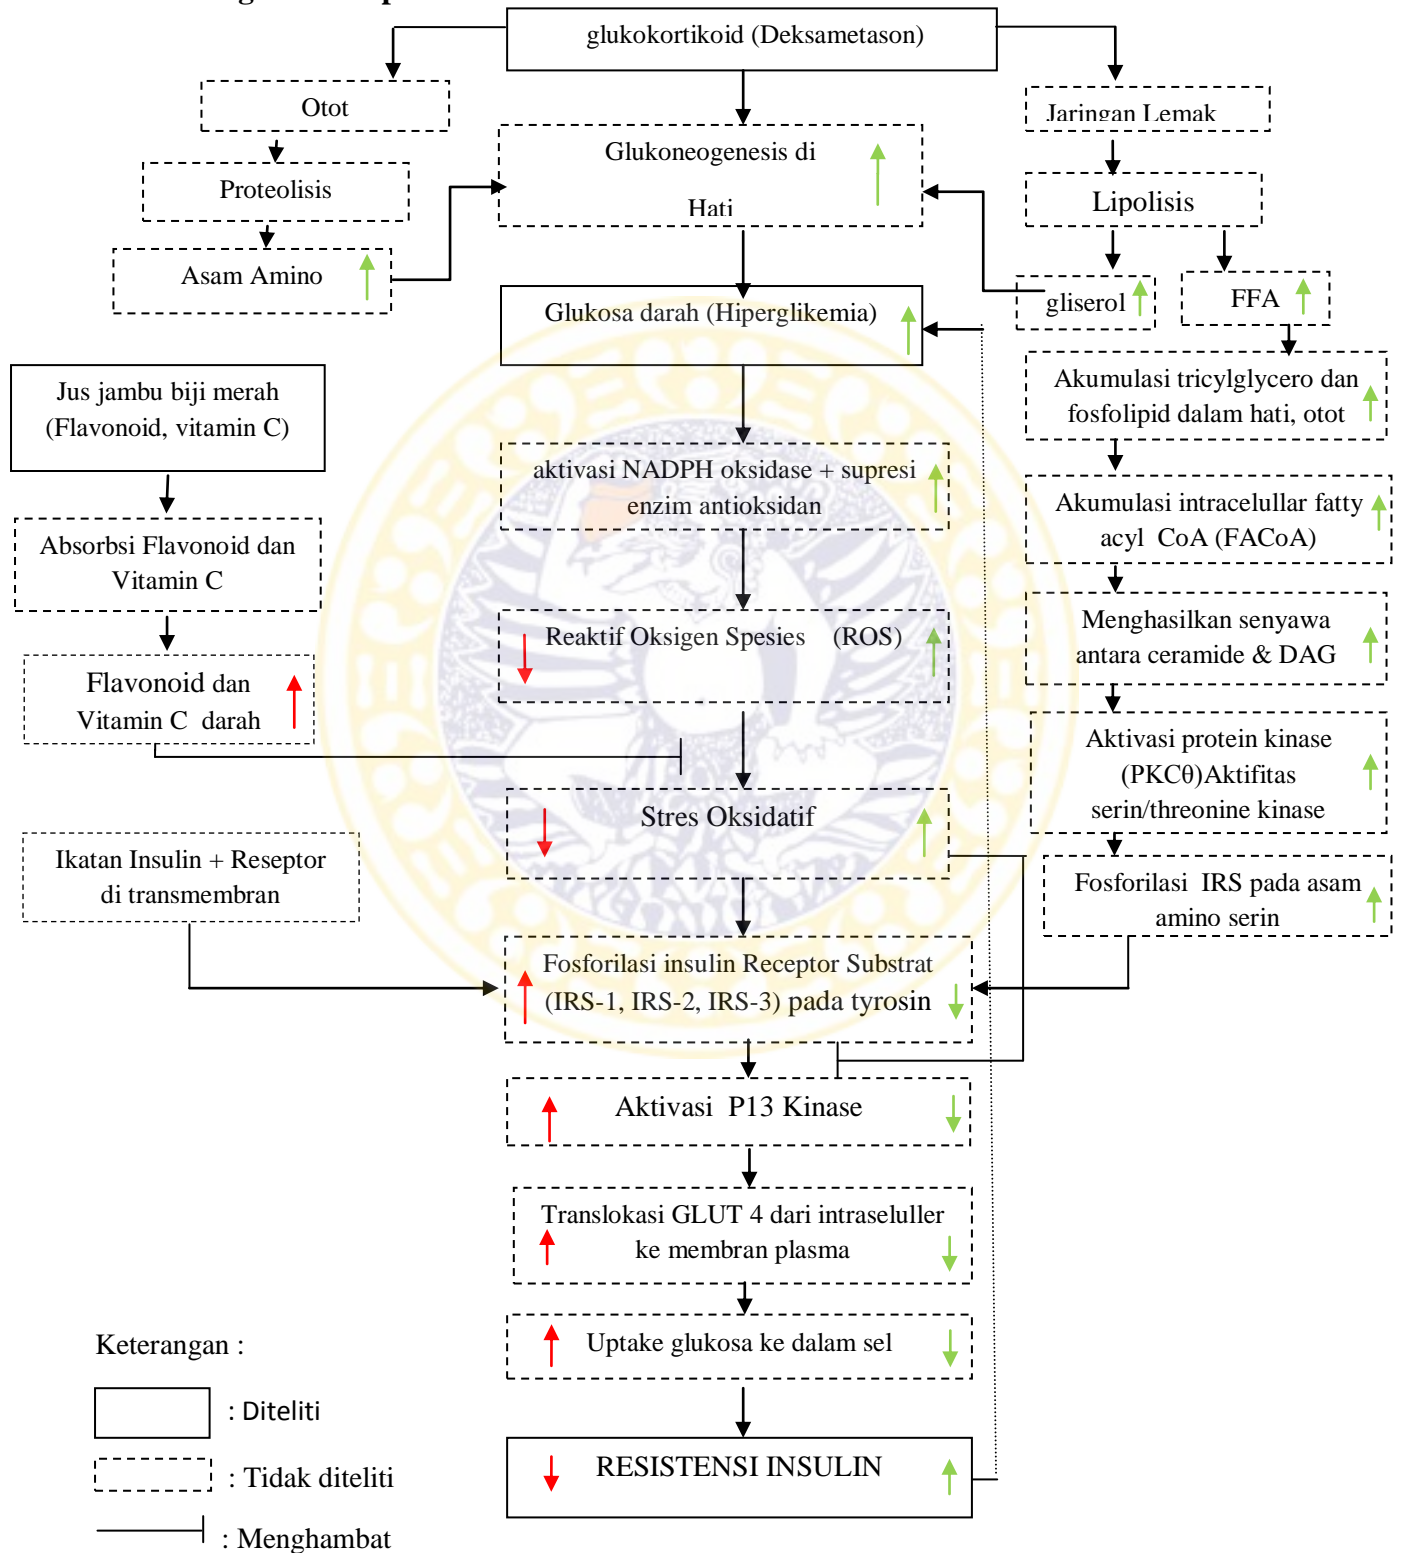 glukokortikoid (Deksametason)
Otot
Jaringan Lemak
Glukoneogenesis di
Hati
Proteolisis
Lipolisis
Asam Amino
gliserol
FFA
Glukosa darah (Hiperglikemia)
Jus jambu biji merah
(Flavonoid, vitamin C)
Akumulasi tricylglycero dan
fosfolipid dalam hati, otot
aktivasi NADPH oksidase + supresi
enzim antioksidan
Akumulasi intracelullar fatty
acyl CoA (FACoA)
Absorbsi Flavonoid dan
Vitamin C
Reaktif Oksigen Spesies (ROS)
Menghasilkan senyawa
antara ceramide & DAG
Flavonoid dan
Vitamin C darah
Aktivasi protein kinase
(PKCθ)Aktifitas
serin/threonine kinase
Stres Oksidatif
Ikatan Insulin + Reseptor
di transmembran
Fosforilasi IRS pada asam
amino serin
Fosforilasi insulin Receptor Substrat
(IRS-1, IRS-2, IRS-3) pada tyrosin
Aktivasi P13 Kinase
Translokasi GLUT 4 dari intraseluller
ke membran plasma
Uptake glukosa ke dalam sel
RESISTENSI INSULIN
Keterangan :
: Diteliti
: Tidak diteliti
: Menghambat